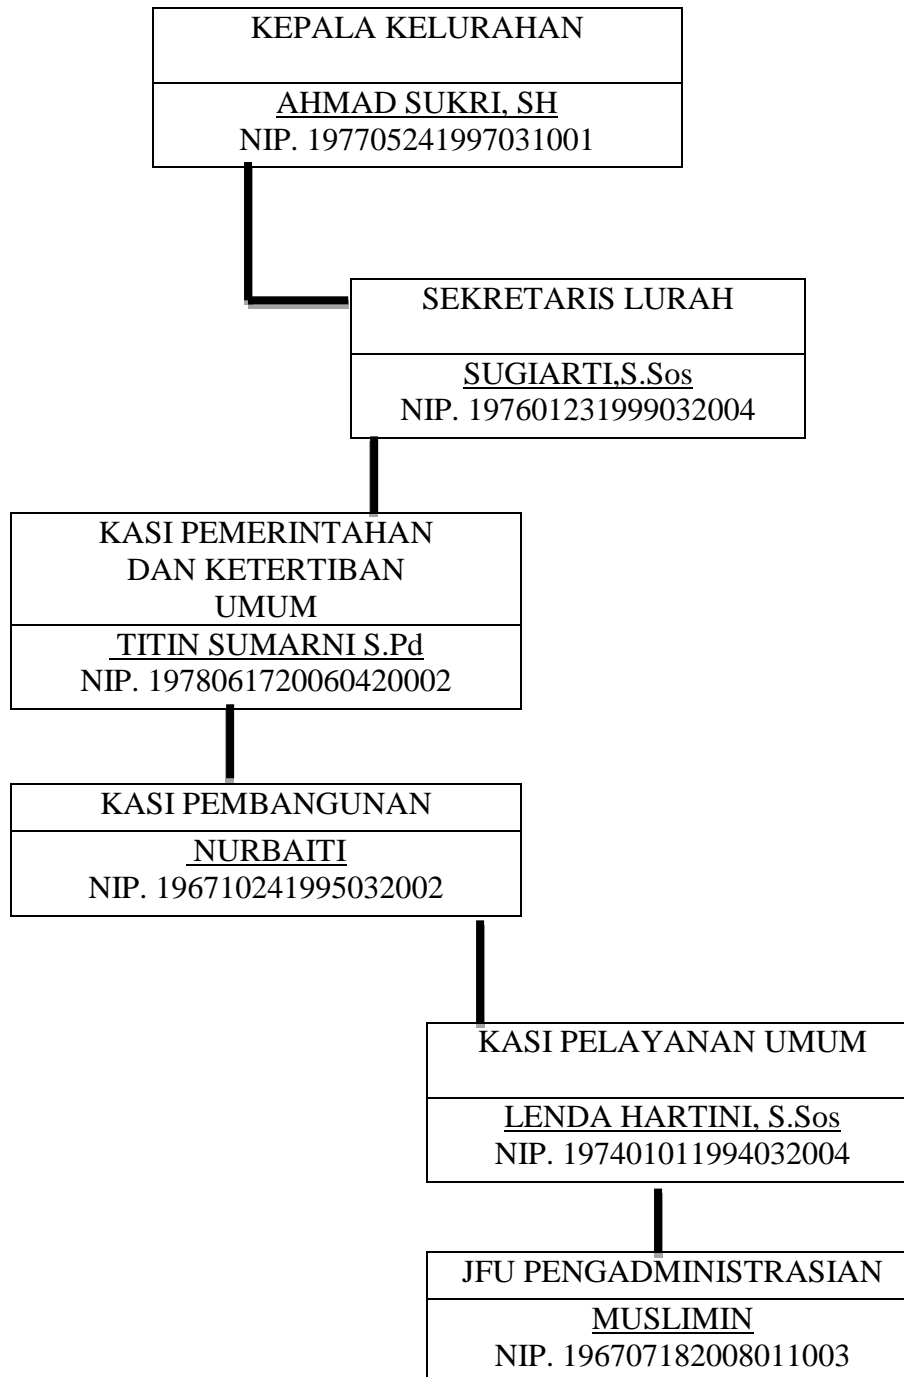 KEPALA KELURAHAN
AHMAD SUKRI, SH
NIP. 197705241997031001
SEKRETARIS LURAH
SUGIARTI,S.Sos
NIP. 197601231999032004
KASI PEMERINTAHAN
DAN KETERTIBAN
UMUM
TITIN SUMARNI S.Pd
NIP. 1978061720060420002
KASI PEMBANGUNAN
NURBAITI
NIP. 196710241995032002
KASI PELAYANAN UMUM
LENDA HARTINI, S.Sos
NIP. 197401011994032004
JFU PENGADMINISTRASIAN
MUSLIMIN
NIP. 196707182008011003